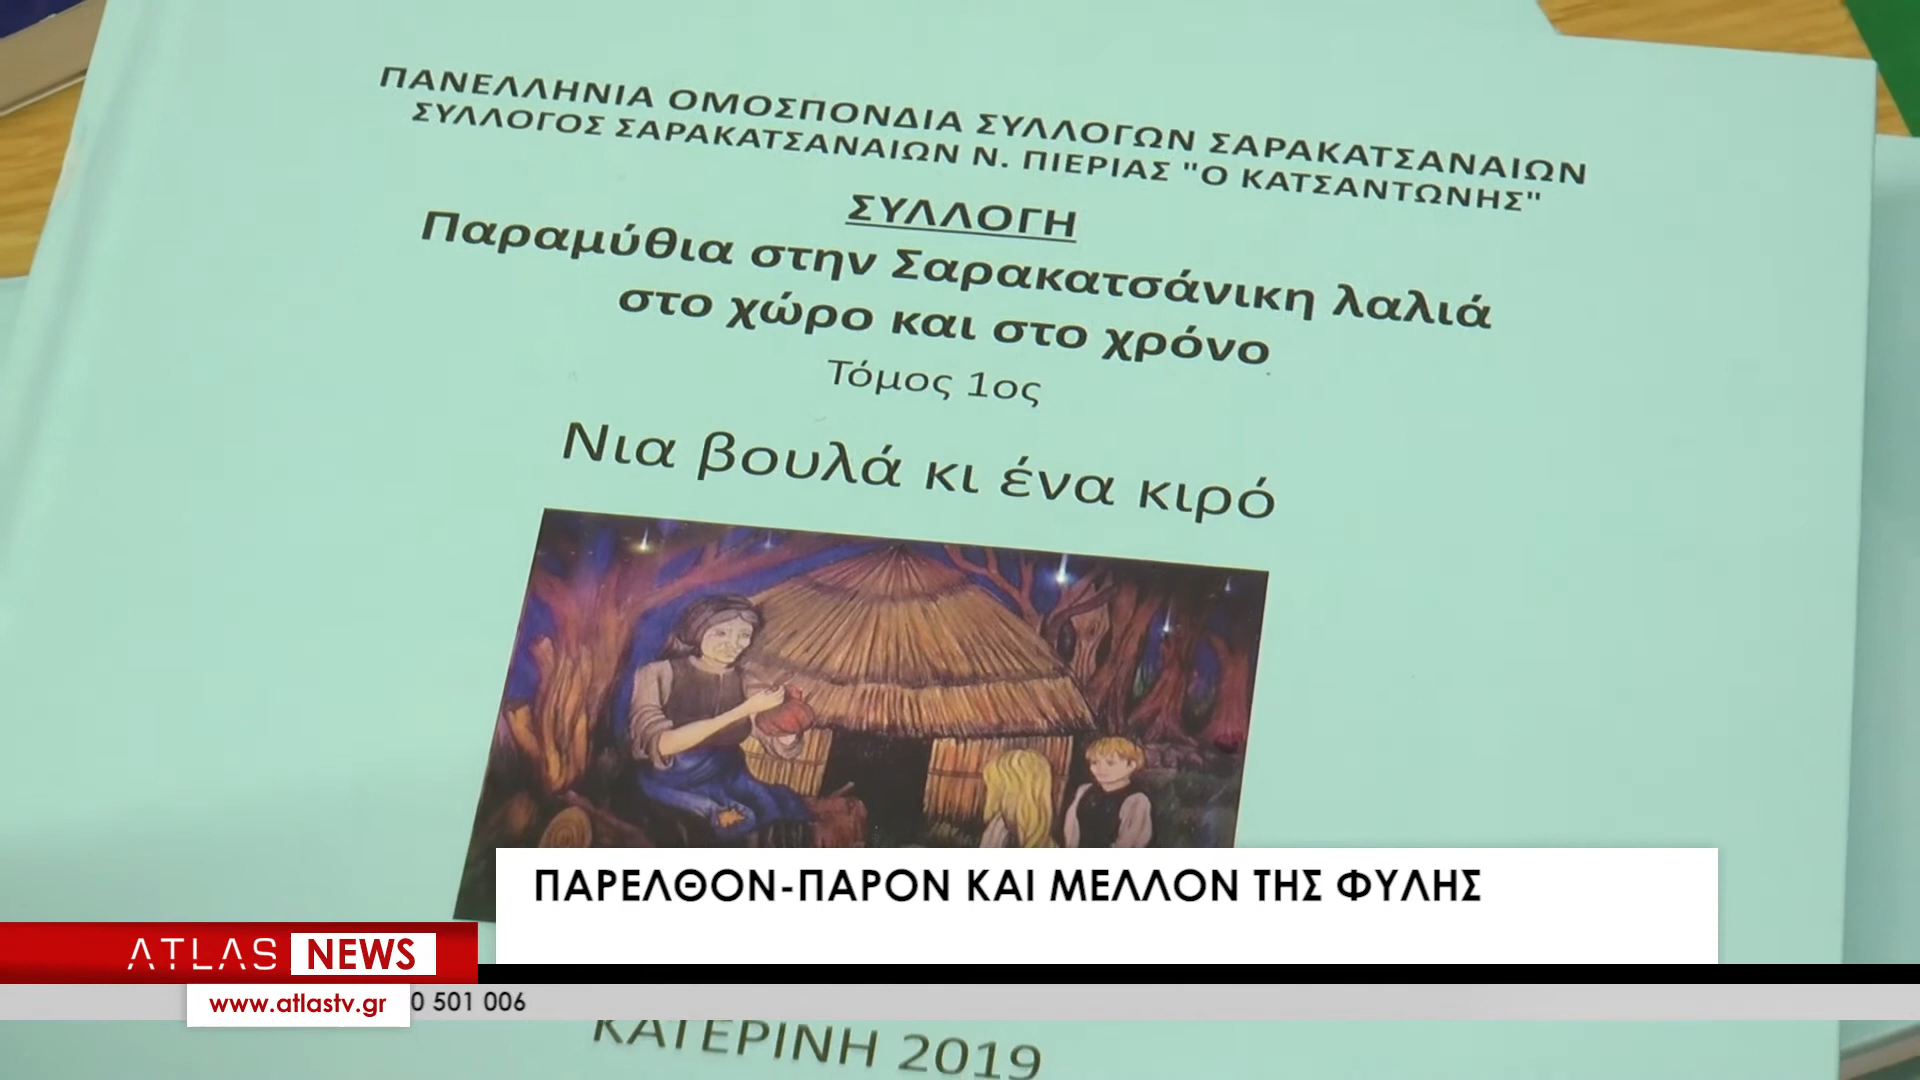 ΠΑΝΕΛΛΗΝΙΑ ΟΜΟΣΠΟΝΔΙΑ ΣΥΛΛΟΓΩΝ ΣΑΡΑΚΑΤΣΑΝΑΙΩΝ
ΣΥΛΛΟΓΟΣ ΣΑΡΑΚΑΤΣΑΝΑΙΩΝ Ν. ΠΙΕΡΙΑΣ "Ο ΚΑΤΣΑΝΤΩΝΗΣ"
ΣΥΛΛΟΓΗ
Παραμύθια στην Σαρακατσάνικη λαλιά
στο χώρο και στο χρόνο
Τόμος 1ος
Νια βουλά κι ένα κιρό
ΠΑΡΕΛΘΟΝ-ΠΑΡΟΝ ΚΑΙ ΜΕΛΛΟΝ ΤΗΣ ΦΥΛΗΣ
ATLAS NEWS
www.atlastv.gr 0 501 006
ΚΑΤΕΡΙΝΗ 2019